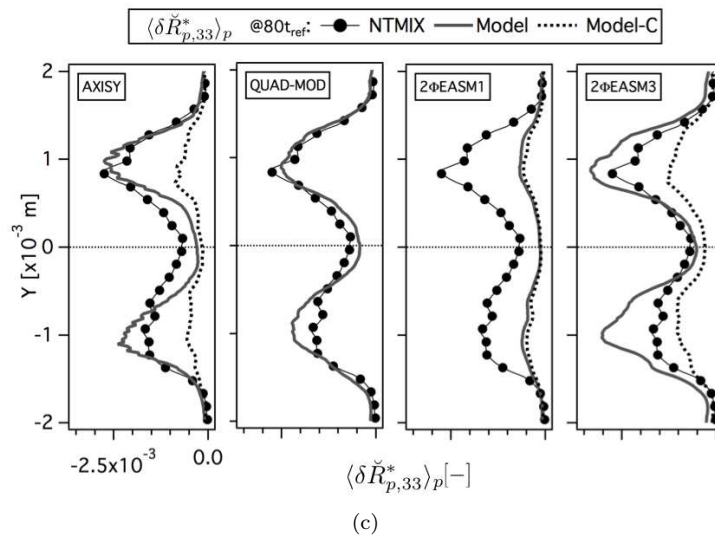 ⟨δR̆*p,33⟩p @80tref: NTMIX Model Model-C
AXISY QUAD-MOD 2ΦEASM1 2ΦEASM3
2
1
0
-1
-2
Y [x10⁻³ m]
-2.5x10⁻³ 0.0
⟨δR̆*p,33⟩p[−]
(c)